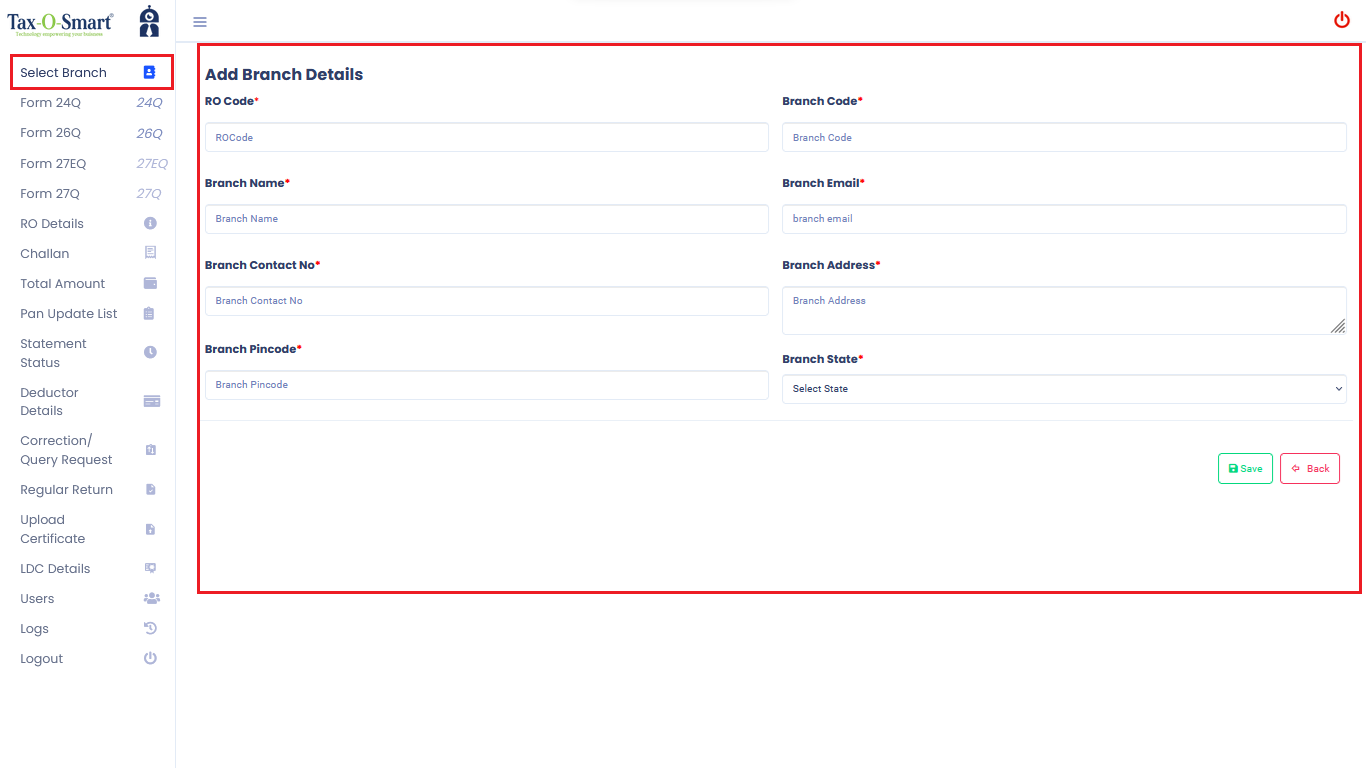 Tax-O-Smart®
Technology empowering your business
Select Branch
Form 24Q 24Q
Form 26Q 26Q
Form 27EQ 27EQ
Form 27Q 27Q
RO Details
Challan
Total Amount
Pan Update List
Statement
Status
Deductor
Details
Correction/
Query Request
Regular Return
Upload
Certificate
LDC Details
Users
Logs
Logout
Add Branch Details
RO Code*
ROCode
Branch Code*
Branch Code
Branch Name*
Branch Name
Branch Email*
branch email
Branch Contact No*
Branch Contact No
Branch Address*
Branch Address
Branch Pincode*
Branch Pincode
Branch State*
Select State
Save
Back